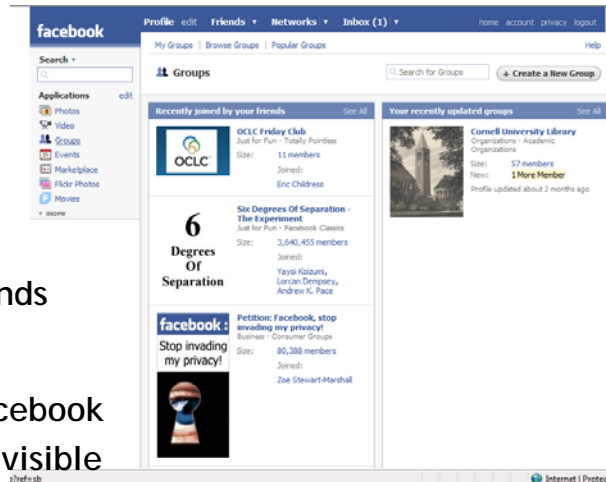 facebook
Profile edit Friends Networks Inbox (1)
home account privacy logout
My Groups | Browse Groups | Popular Groups
Help
Search
Applications edit
Photos
Video
Groups
Events
Marketplace
Flickr Photos
Movies
more
Groups
Search for Groups
+ Create a New Group
Recently joined by your friends See All
OCLC
OCLC Friday Club
Just for Fun - Totally Pointless
Size: 11 members
Joined:
Eric Childress
6
Degrees
Of
Separation
Six Degrees Of Separation -
The Experiment
Just for Fun - Facebook Classics
Size: 3,640,455 members
Joined:
Yayoi Koizumi,
Lorcan Dempsey,
Andrew K. Pace
facebook :
Stop invading
my privacy!
Petition: Facebook, stop
invading my privacy!
Business - Consumer Groups
Size: 80,388 members
Joined:
Zoe Stewart-Marshall
Your recently updated groups See All
Cornell University Library
Organizations - Academic
Organizations
Size: 57 members
New: 1 More Member
Profile updated about 2 months ago
nds
cebook
visible
p?ref=sb
Internet | Protec